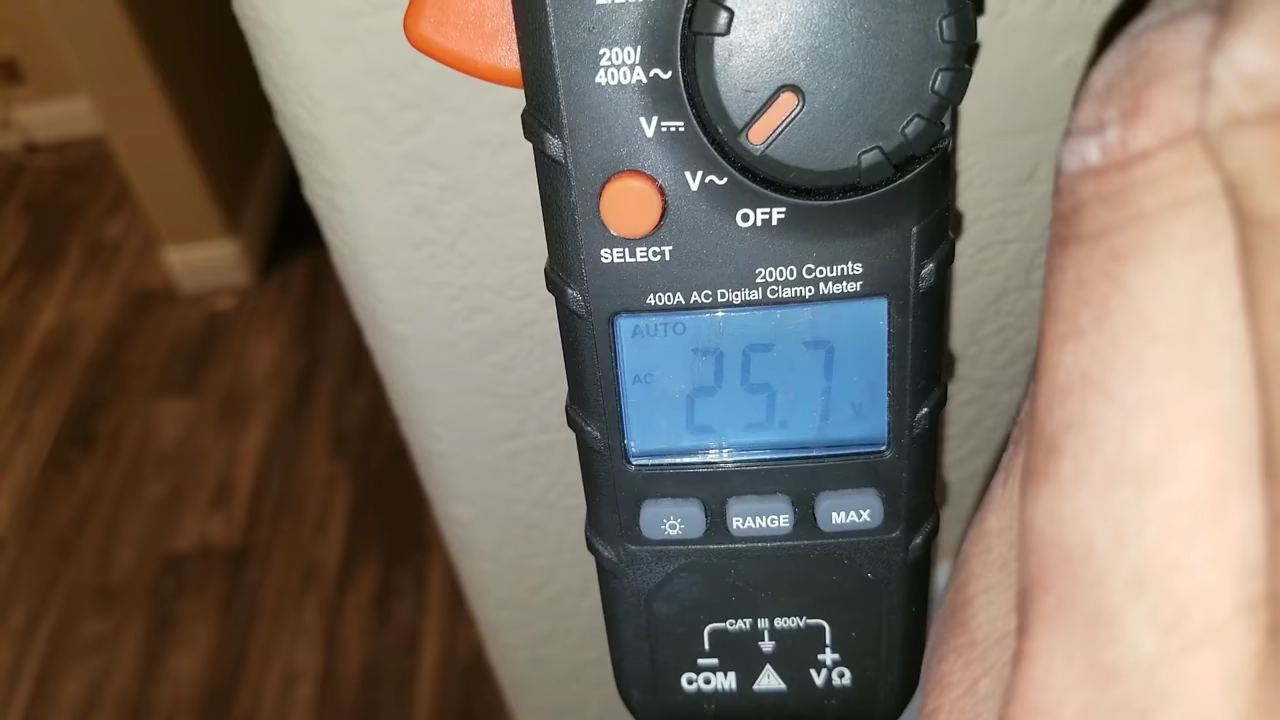 200/
400A~
V⎓
V~
OFF
SELECT
2000 Counts
400A AC Digital Clamp Meter
AUTO
AC
25.7
V
RANGE
MAX
CAT III 600V
− +
COM VΩ